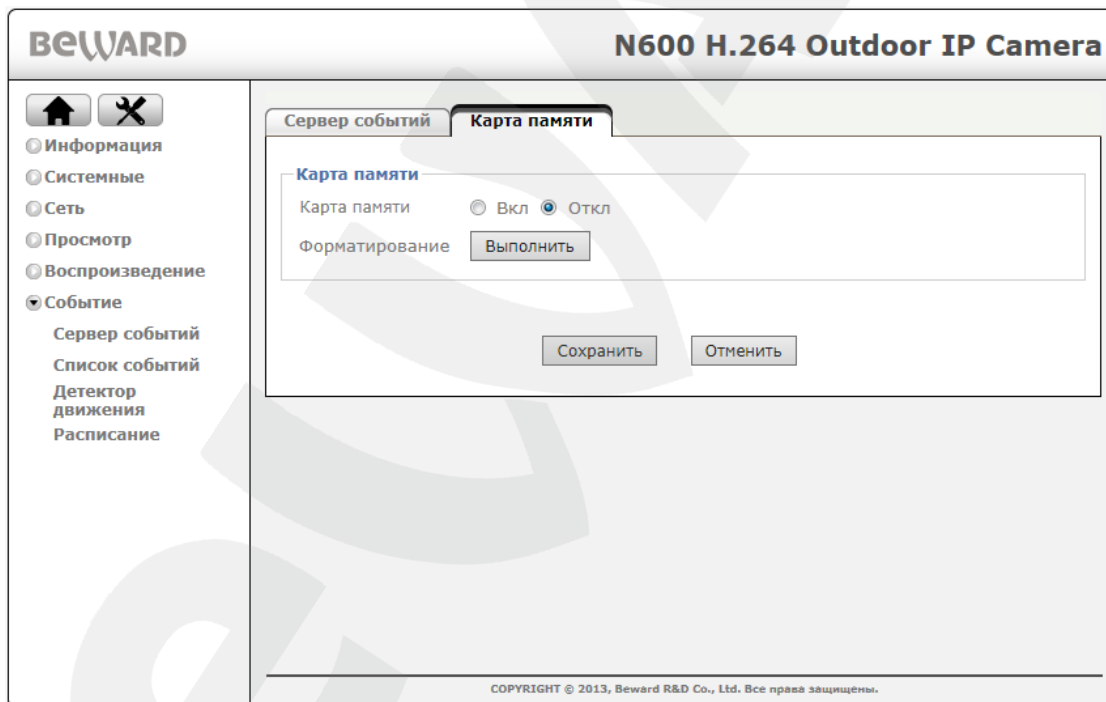 BEWARD
N600 H.264 Outdoor IP Camera
Информация
Системные
Сеть
Просмотр
Воспроизведение
Событие
Сервер событий
Список событий
Детектор
движения
Расписание
Сервер событий Карта памяти
Карта памяти
Карта памяти Вкл Откл
Форматирование Выполнить
Сохранить Отменить
COPYRIGHT © 2013, Beward R&D Co., Ltd. Все права защищены.